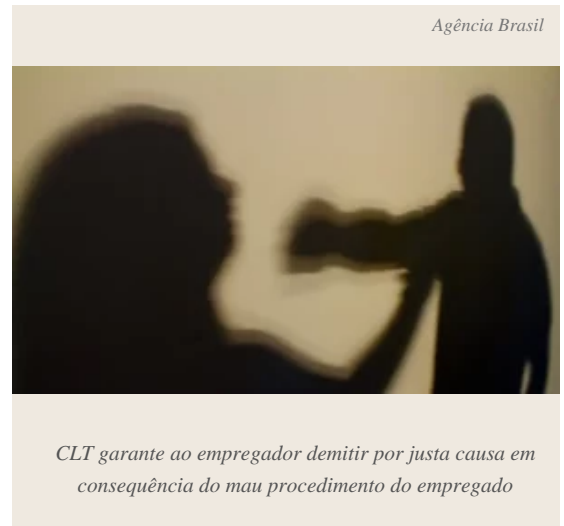 Agência Brasil
CLT garante ao empregador demitir por justa causa em
consequência do mau procedimento do empregado